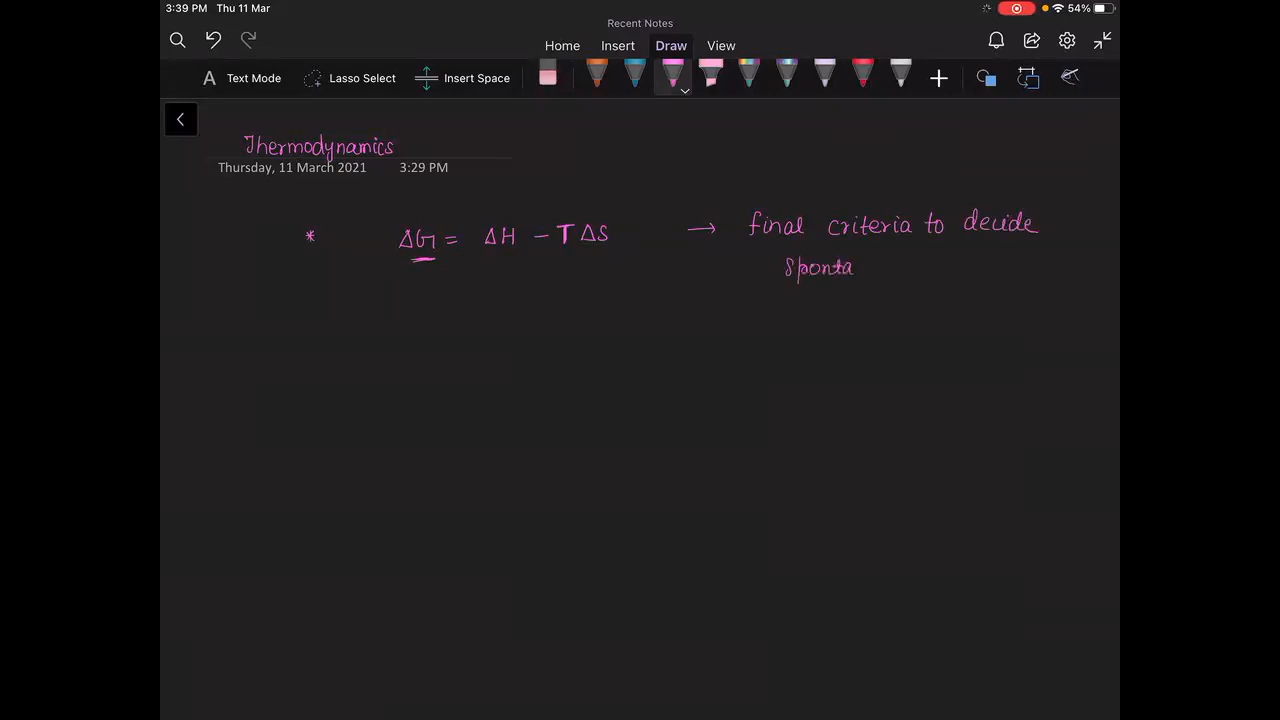 3:39 PM Thu 11 Mar
54%
Recent Notes
Home Insert Draw View
A Text Mode Lasso Select Insert Space
Thermodynamics
Thursday, 11 March 2021 3:29 PM
* ΔG = ΔH - TΔS → final criteria to decide
sponta